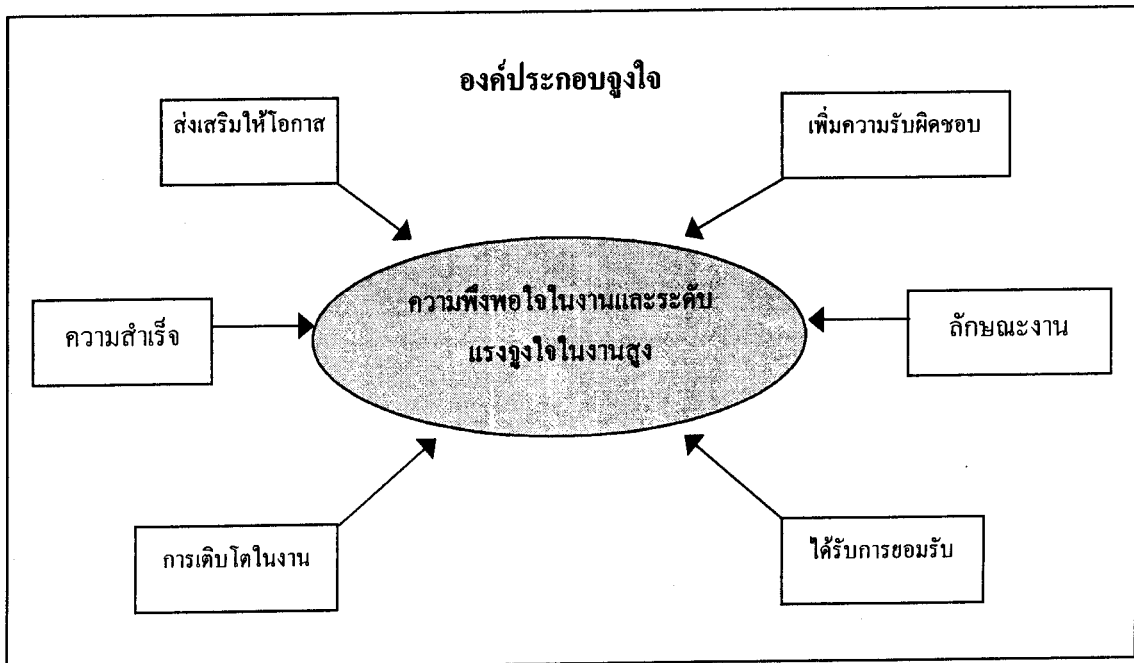 องค์ประกอบจูงใจ
ส่งเสริมให้โอกาส
เพิ่มความรับผิดชอบ
ความพึงพอใจในงานและระดับ
แรงจูงใจในงานสูง
ความสำเร็จ
ลักษณะงาน
การเติบโตในงาน
ได้รับการยอมรับ